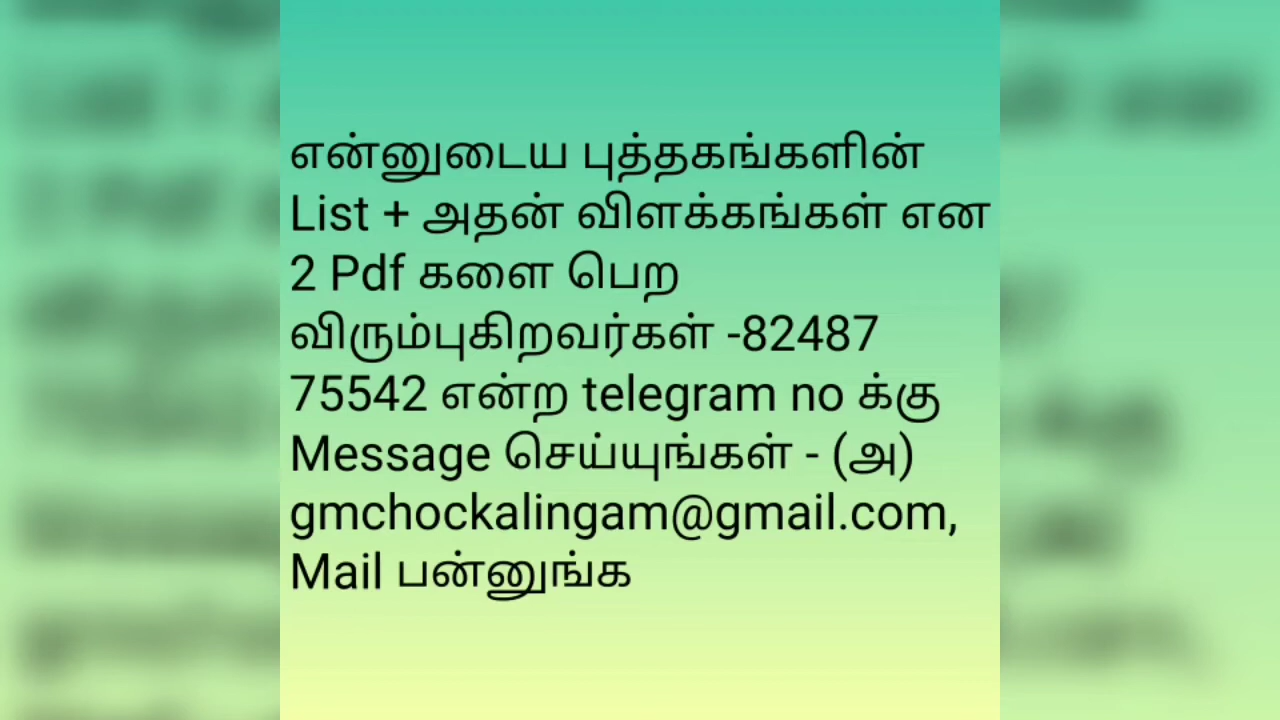 என்னுடைய புத்தகங்களின்
List + அதன் விளக்கங்கள் என
2 Pdf களை பெற
விரும்புகிறவர்கள் -82487
75542 என்ற telegram no க்கு
Message செய்யுங்கள் - (அ)
gmchockalingam@gmail.com,
Mail பன்னுங்க